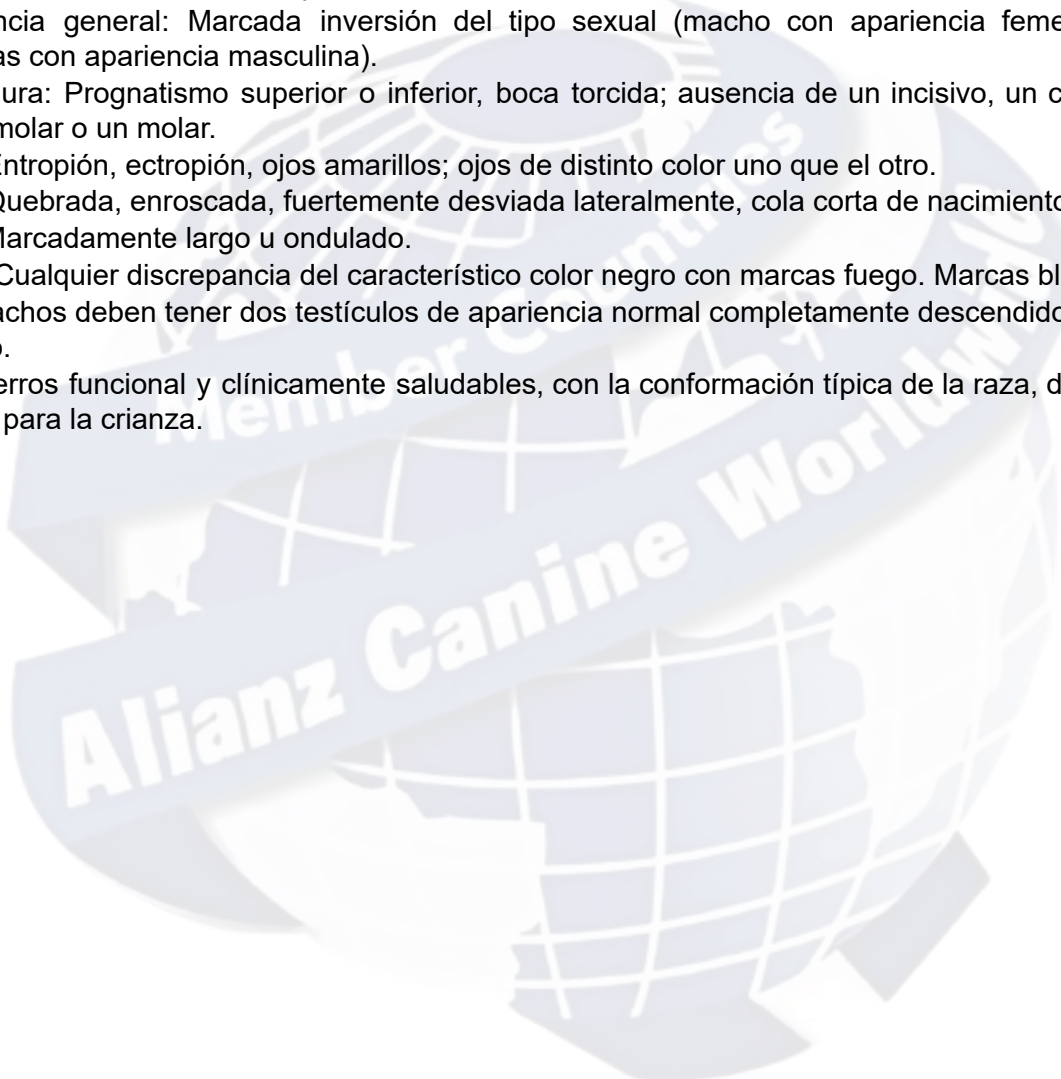 ncia general: Marcada inversión del tipo sexual (macho con apariencia feme
as con apariencia masculina).
ura: Prognatismo superior o inferior, boca torcida; ausencia de un incisivo, un c
molar o un molar.
Entropión, ectropión, ojos amarillos; ojos de distinto color uno que el otro.
Quebrada, enroscada, fuertemente desviada lateralmente, cola corta de nacimiento
Marcadamente largo u ondulado.
Cualquier discrepancia del característico color negro con marcas fuego. Marcas bl
achos deben tener dos testículos de apariencia normal completamente descendido
o.
erros funcional y clínicamente saludables, con la conformación típica de la raza, d
para la crianza.
Member Countries
Alianz Canine Worldwide